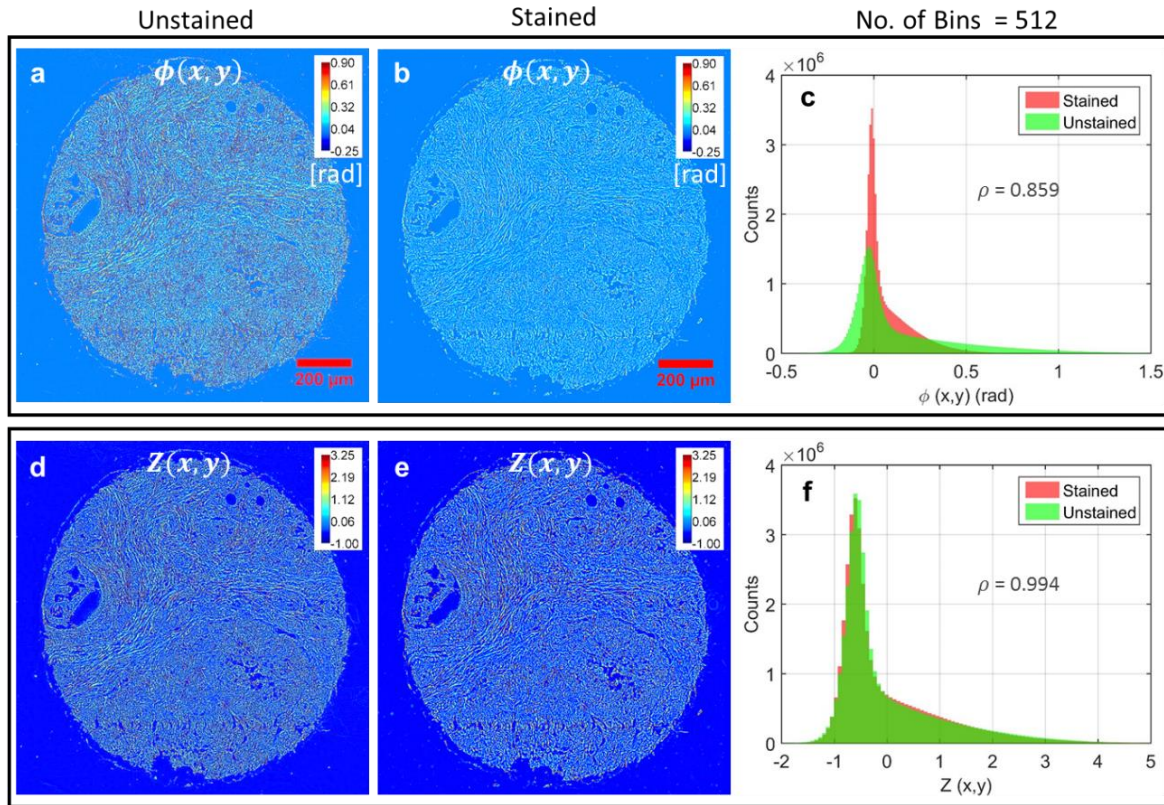 Unstained
Stained
No. of Bins = 512
a
ϕ(x, y)
0.90
0.61
0.32
0.04
-0.25
[rad]
200 μm
b
ϕ(x, y)
0.90
0.61
0.32
0.04
-0.25
[rad]
200 μm
c
×10⁶
Stained
Unstained
ρ = 0.859
Counts
4
3
2
1
0
-0.5 0 0.5 1 1.5
ϕ (x,y) (rad)
d
Z(x, y)
3.25
2.19
1.12
0.06
-1.00
e
Z(x, y)
3.25
2.19
1.12
0.06
-1.00
f
×10⁶
Stained
Unstained
ρ = 0.994
Counts
4
3
2
1
0
-2 -1 0 1 2 3 4 5
Z (x,y)